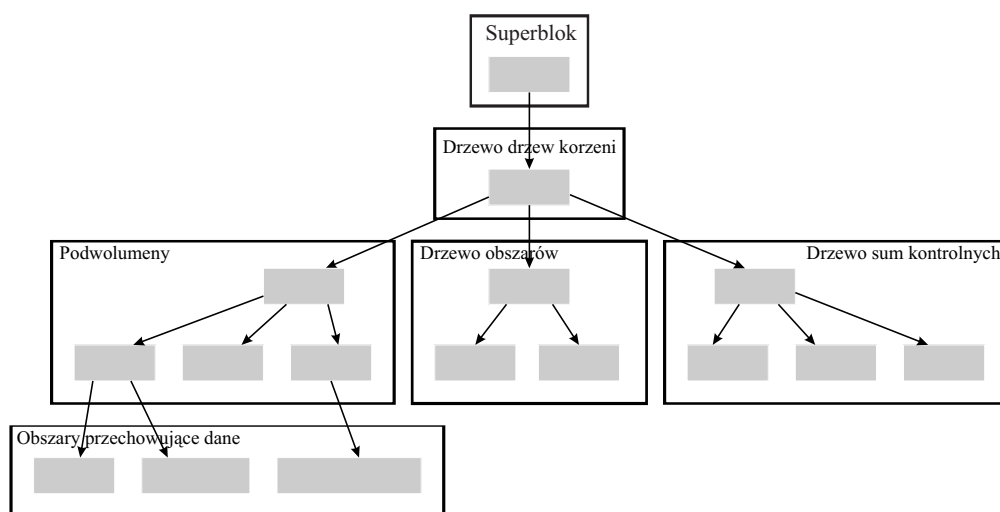 Superblok
Drzewo drzew korzeni
Podwolumeny
Drzewo obszarów
Drzewo sum kontrolnych
Obszary przechowujące dane